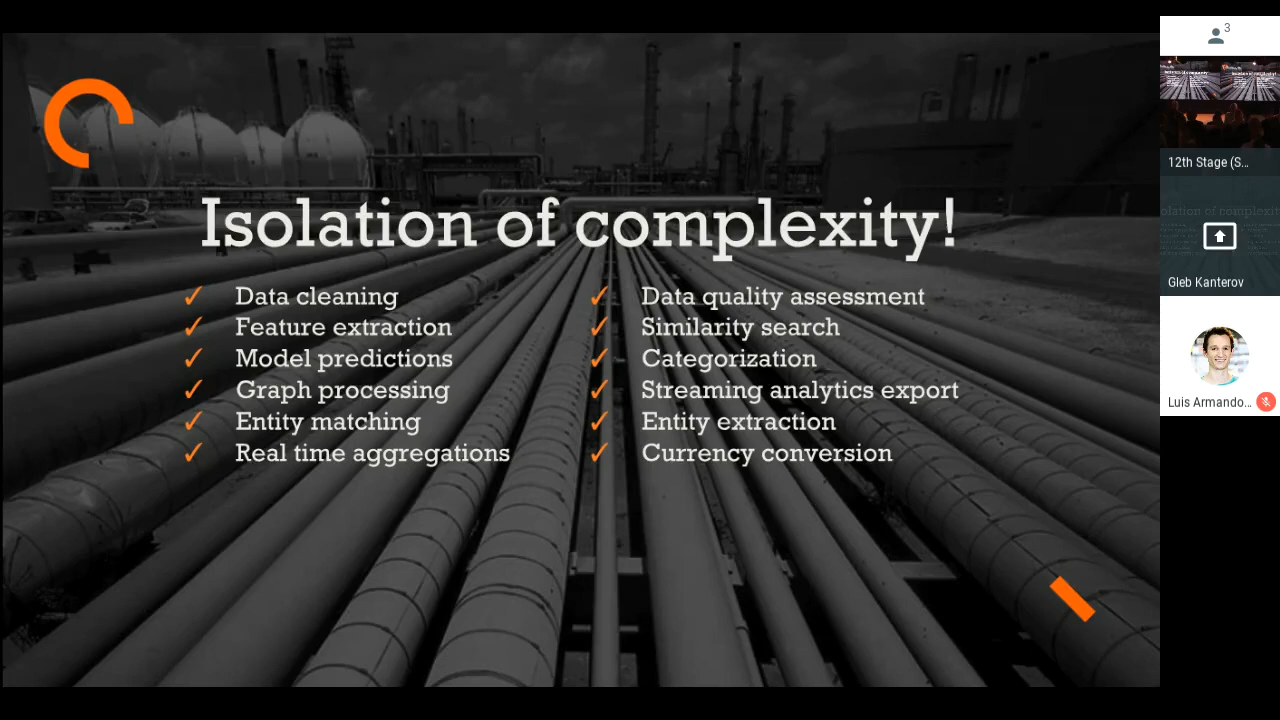 Isolation of complexity!
✓ Data cleaning
✓ Feature extraction
✓ Model predictions
✓ Graph processing
✓ Entity matching
✓ Real time aggregations
✓ Data quality assessment
✓ Similarity search
✓ Categorization
✓ Streaming analytics export
✓ Entity extraction
✓ Currency conversion
3
12th Stage (S...
Gleb Kanterov
Luis Armando...